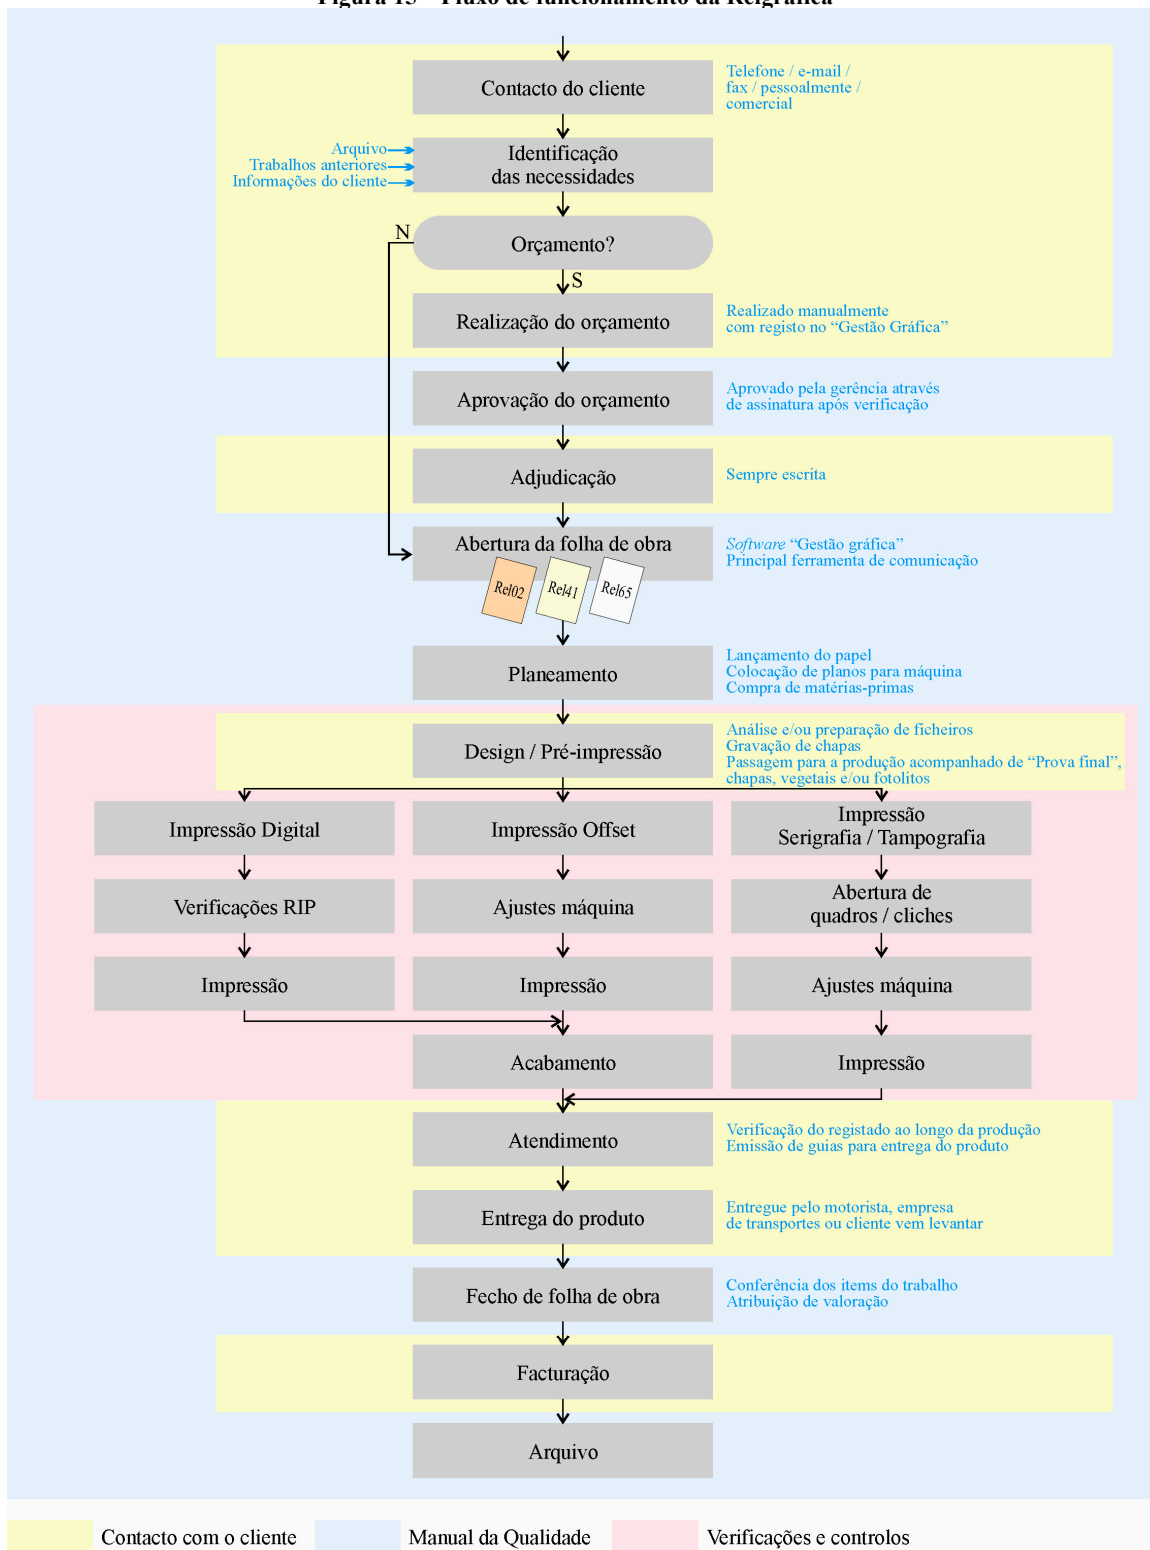 Figura 15 – Fluxo de funcionamento da Relgráfica
Contacto do cliente
Telefone / e-mail /
fax / pessoalmente /
comercial
Arquivo
Trabalhos anteriores
Informações do cliente
Identificação
das necessidades
N
Orçamento?
S
Realização do orçamento
Realizado manualmente
com registo no “Gestão Gráfica”
Aprovação do orçamento
Aprovado pela gerência através
de assinatura após verificação
Adjudicação
Sempre escrita
Abertura da folha de obra
Software “Gestão gráfica”
Principal ferramenta de comunicação
Rel02
Rel41
Rel65
Planeamento
Lançamento do papel
Colocação de planos para máquina
Compra de matérias-primas
Design / Pré-impressão
Análise e/ou preparação de ficheiros
Gravação de chapas
Passagem para a produção acompanhado de “Prova final”,
chapas, vegetais e/ou fotolitos
Impressão Digital
Impressão Offset
Impressão
Serigrafia / Tampografia
Verificações RIP
Ajustes máquina
Abertura de
quadros / cliches
Impressão
Impressão
Ajustes máquina
Acabamento
Impressão
Atendimento
Verificação do registado ao longo da produção
Emissão de guias para entrega do produto
Entrega do produto
Entregue pelo motorista, empresa
de transportes ou cliente vem levantar
Fecho de folha de obra
Conferência dos items do trabalho
Atribuição de valoração
Facturação
Arquivo
Contacto com o cliente
Manual da Qualidade
Verificações e controlos